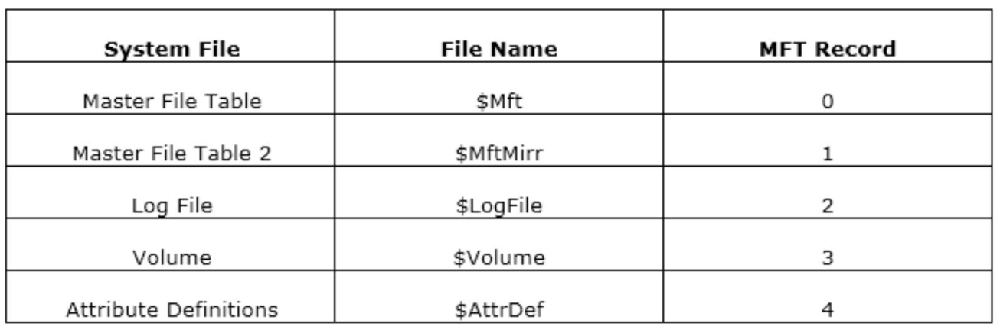 System File File Name MFT Record
Master File Table $Mft 0
Master File Table 2 $MftMirr 1
Log File $LogFile 2
Volume $Volume 3
Attribute Definitions $AttrDef 4